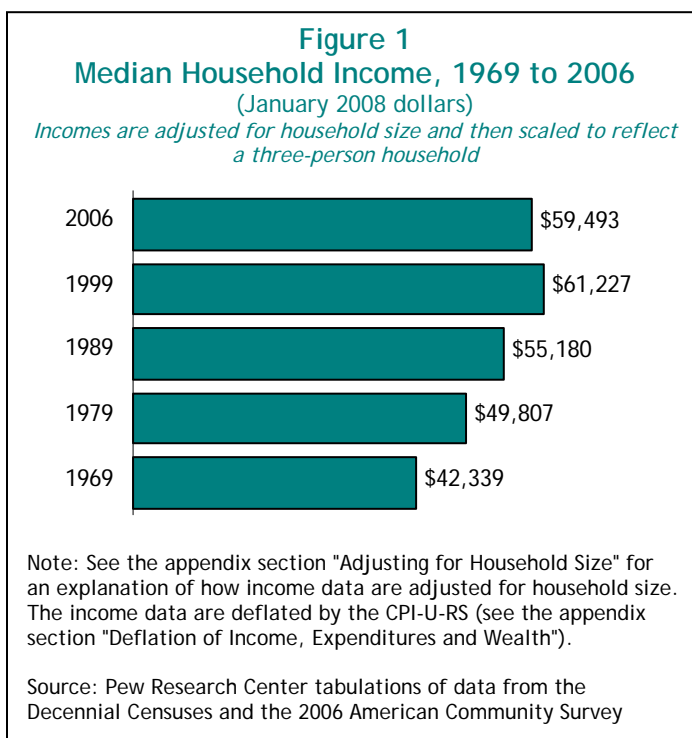 Figure 1
Median Household Income, 1969 to 2006
(January 2008 dollars)
Incomes are adjusted for household size and then scaled to reflect
a three-person household
2006 $59,493
1999 $61,227
1989 $55,180
1979 $49,807
1969 $42,339
Note: See the appendix section "Adjusting for Household Size" for
an explanation of how income data are adjusted for household size.
The income data are deflated by the CPI-U-RS (see the appendix
section "Deflation of Income, Expenditures and Wealth").
Source: Pew Research Center tabulations of data from the
Decennial Censuses and the 2006 American Community Survey